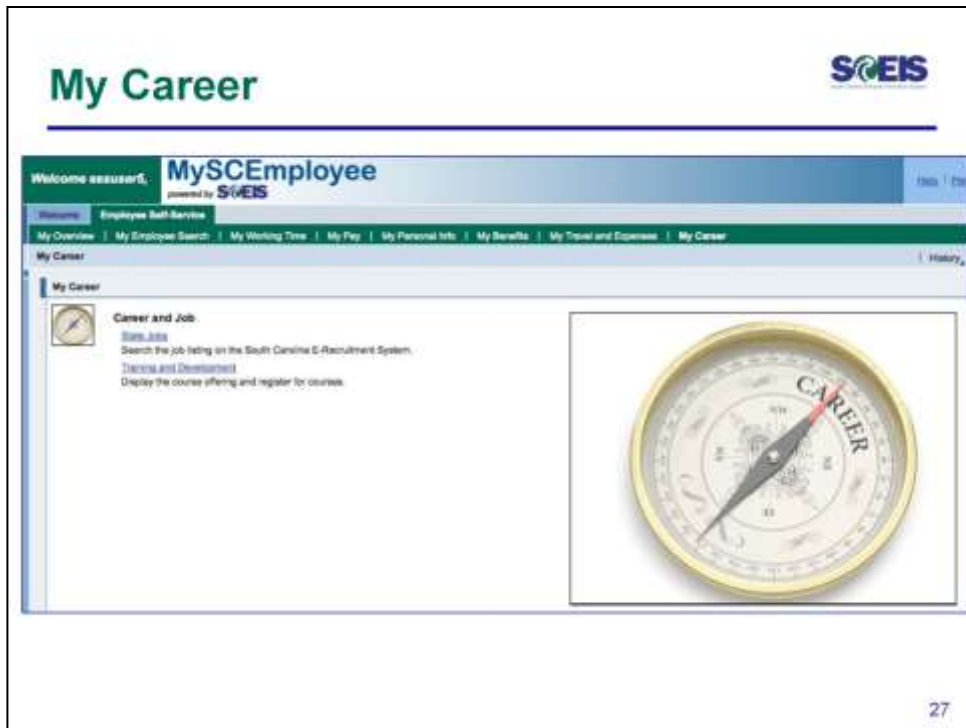 My Career
SCEIS
Welcome essuser5,
MySCEmployee
powered by SCEIS
Help
Welcome
Employee Self-Service
My Overview | My Employee Search | My Working Time | My Pay | My Personal Info | My Benefits | My Travel and Expenses | My Career
My Career
History
My Career
Career and Job
State Jobs
Search the job listing on the South Carolina E-Recruitment System.
Training and Development
Display the course offering and register for courses.
CAREER
27